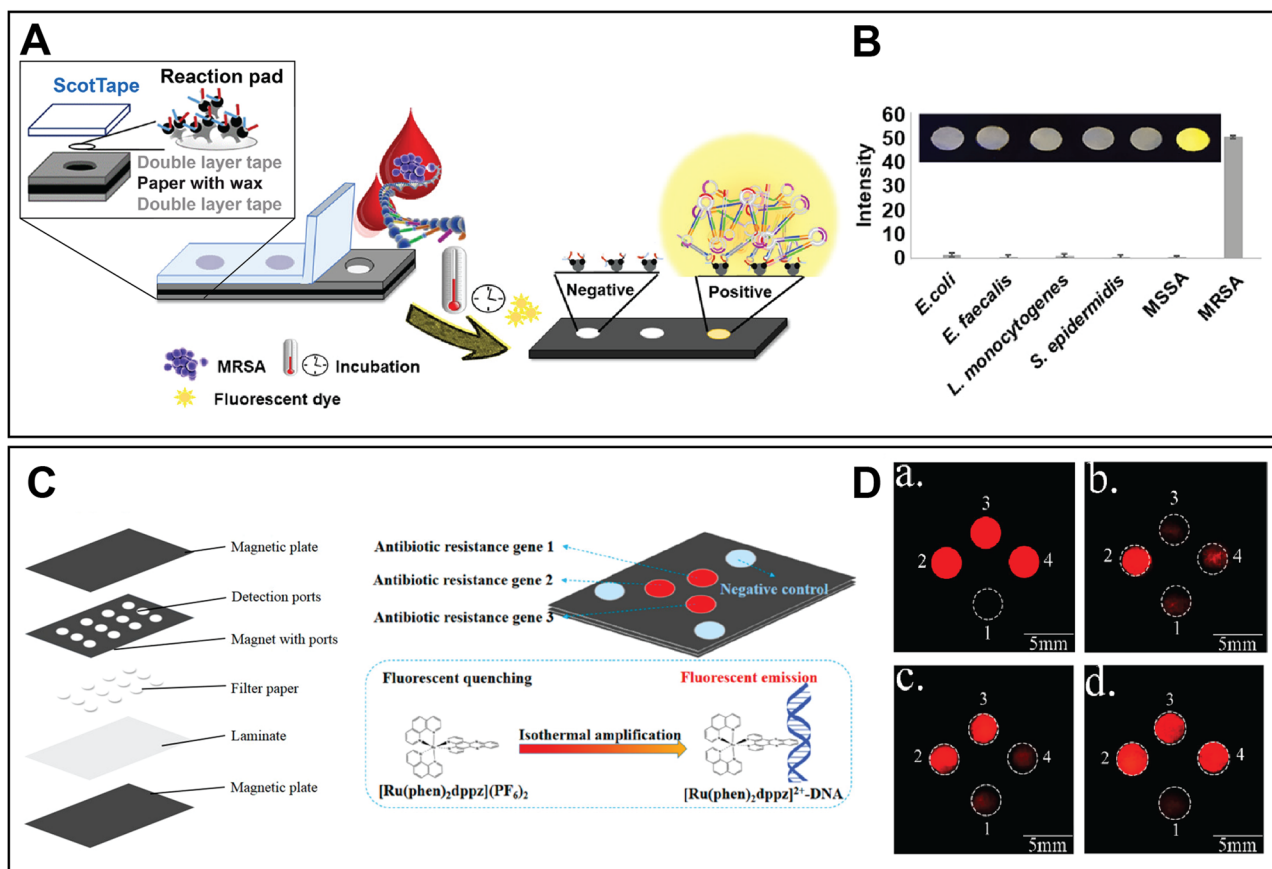 A
ScotTape
Reaction pad
Double layer tape
Paper with wax
Double layer tape
Negative
Positive
MRSA
Incubation
Fluorescent dye
B
Intensity
60
50
40
30
20
10
0
E.coli
E. faecalis
L. monocytogenes
S. epidermidis
MSSA
MRSA
C
Magnetic plate
Detection ports
Magnet with ports
Filter paper
Laminate
Magnetic plate
Antibiotic resistance gene 1
Antibiotic resistance gene 2
Antibiotic resistance gene 3
Negative control
Fluorescent quenching
Fluorescent emission
Isothermal amplification
[Ru(phen)₂dppz](PF₆)₂
[Ru(phen)₂dppz]²⁺-DNA
D
a.
3
2
4
1
5mm
b.
3
2
4
1
5mm
c.
3
2
4
1
5mm
d.
3
2
4
1
5mm